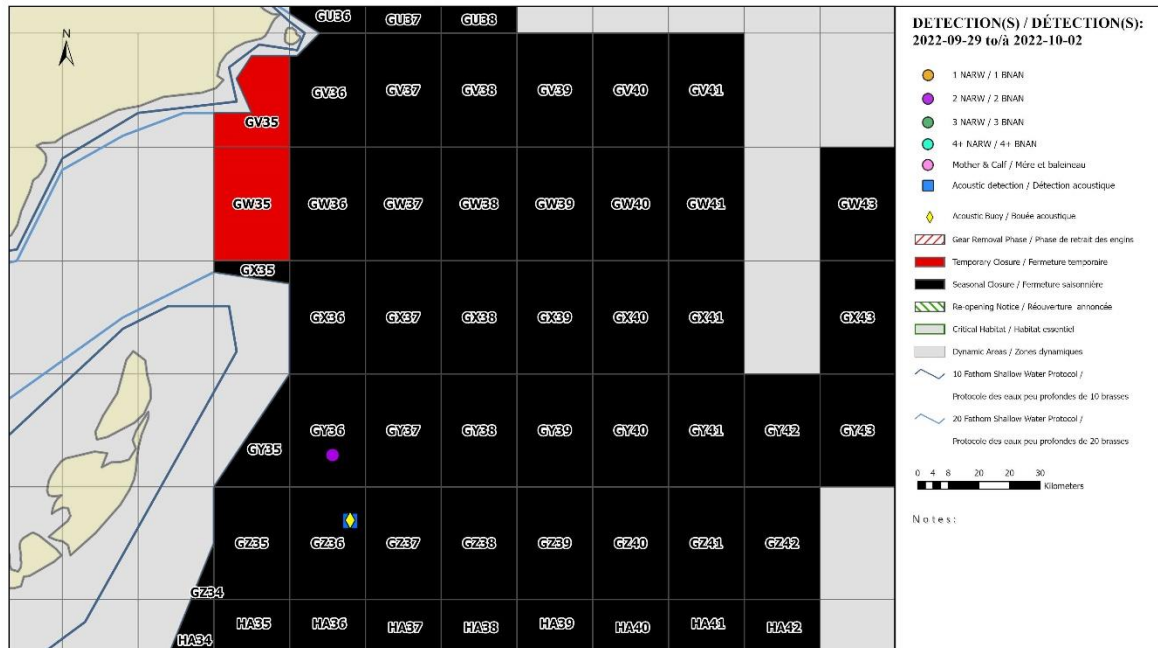 GU36 GU37 GU38
N
GV36 GV37 GV38 GV39 GV40 GV41
GV35
GW35 GW36 GW37 GW38 GW39 GW40 GW41 GW43
GX35
GX36 GX37 GX38 GX39 GX40 GX41 GX43
GY36 GY37 GY38 GY39 GY40 GY41 GY42 GY43
GY35
GZ35 GZ36 GZ37 GZ38 GZ39 GZ40 GZ41 GZ42
GZ34
HA35 HA36 HA37 HA38 HA39 HA40 HA41 HA42
HA34
DETECTION(S) / DÉTECTION(S):
2022-09-29 to/à 2022-10-02
1 NARW / 1 BNAN
2 NARW / 2 BNAN
3 NARW / 3 BNAN
4+ NARW / 4+ BNAN
Mother & Calf / Mère et baleineau
Acoustic detection / Détection acoustique
Acoustic Buoy / Bouée acoustique
Gear Removal Phase / Phase de retrait des engins
Temporary Closure / Fermeture temporaire
Seasonal Closure / Fermeture saisonnière
Re-opening Notice / Réouverture annoncée
Critical Habitat / Habitat essentiel
Dynamic Areas / Zones dynamiques
10 Fathom Shallow Water Protocol /
Protocole des eaux peu profondes de 10 brasses
20 Fathom Shallow Water Protocol /
Protocole des eaux peu profondes de 20 brasses
0 4 8 20 20 30
Kilometers
Notes: